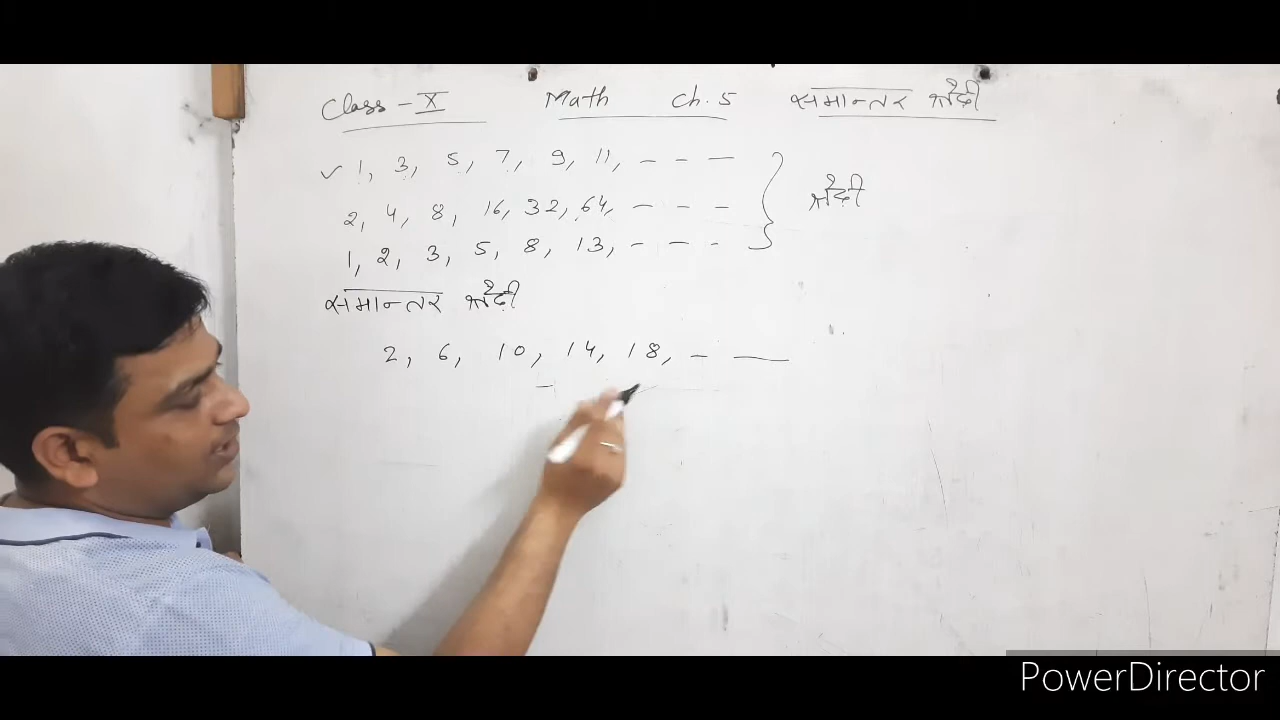 Class - X Math Ch. 5 समान्तर श्रेढ़ी
✓ 1, 3, 5, 7, 9, 11, - - -
2, 4, 8, 16, 32, 64, - - - } श्रेढ़ी
1, 2, 3, 5, 8, 13, - - -
समान्तर श्रेढ़ी
2, 6, 10, 14, 18, - —
PowerDirector